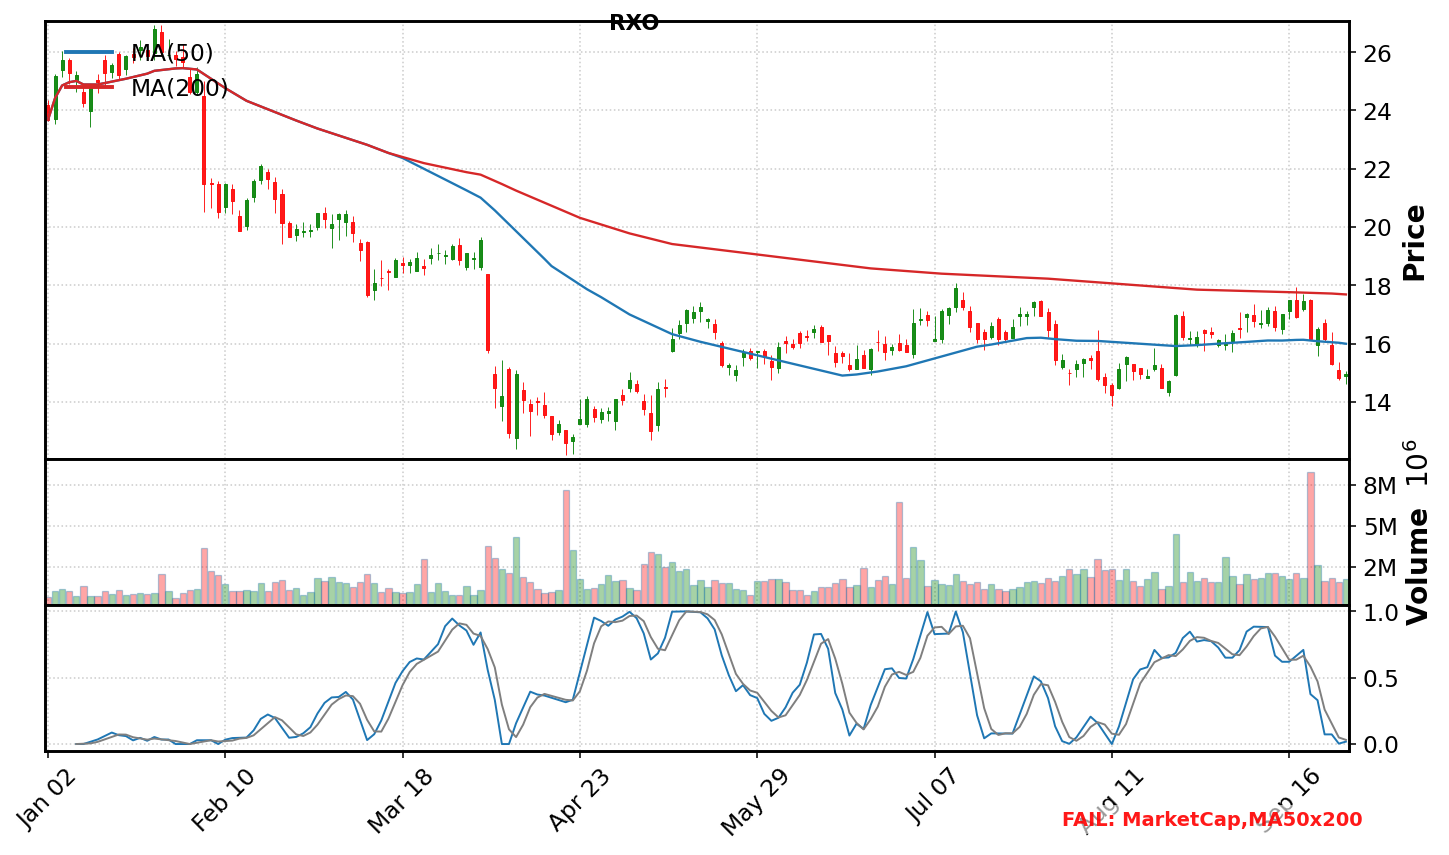 RXO
MA(50)
MA(200)
26
24
22
20
18
16
14
Price
8M
5M
2M
Volume 10^6
1.0
0.5
0.0
Jan 02
Feb 10
Mar 18
Apr 23
May 29
Jul 07
Aug 11
Sep 16
FAIL: MarketCap,MA50x200